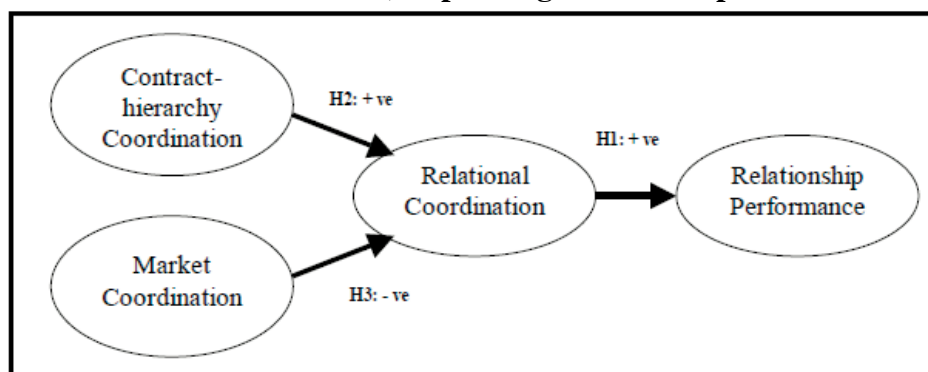 Contract-
hierarchy
Coordination
H2: + ve
H1: + ve
Relational
Coordination
Relationship
Performance
Market
Coordination
H3: - ve